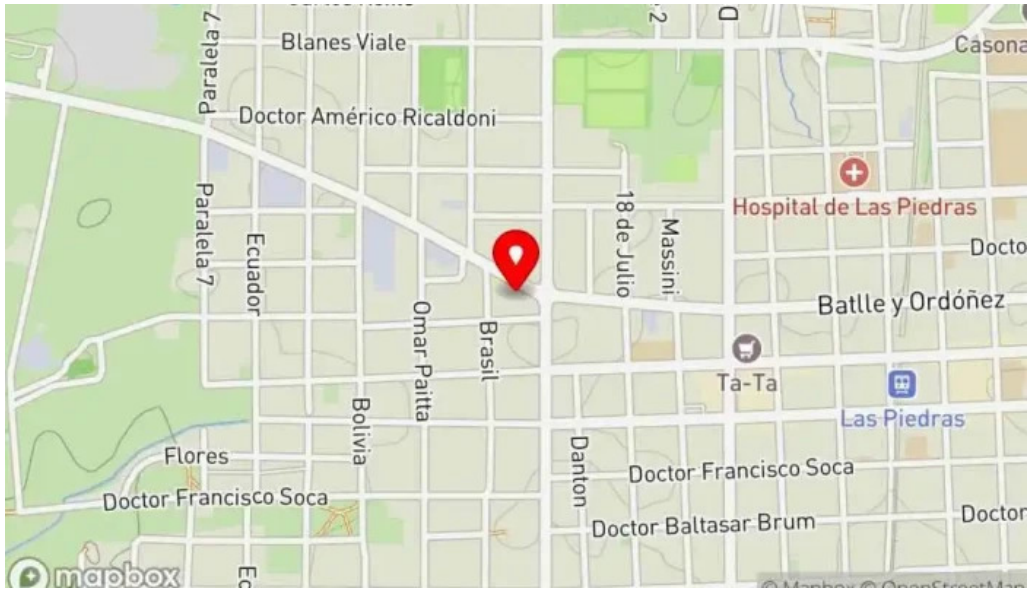 Blanes Viale
Casona
Paralela 7
Doctor Américo Ricaldoni
Hospital de Las Piedras
18 de Julio
Massini
Paralela 7
Ecuador
Docto
Batlle y Ordóñez
Omar Paitta
Brasil
Ta-Ta
Las Piedras
Bolivia
Danton
Flores
Doctor Francisco Soca
Doctor Francisco Soca
Doctor
Doctor Baltasar Brum
Ec
mapbox
© Mapbox © OpenStreetMap